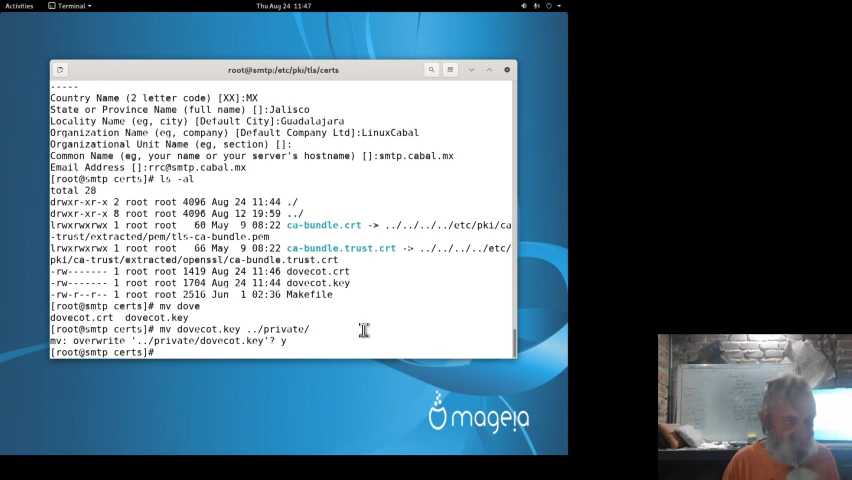 Activities Terminal Thu Aug 24 11:47
root@smtp:/etc/pki/tls/certs
-----
Country Name (2 letter code) [XX]:MX
State or Province Name (full name) []:Jalisco
Locality Name (eg, city) [Default City]:Guadalajara
Organization Name (eg, company) [Default Company Ltd]:LinuxCabal
Organizational Unit Name (eg, section) []:
Common Name (eg, your name or your server's hostname) []:smtp.cabal.mx
Email Address []:rrc@smtp.cabal.mx
[root@smtp certs]# ls -al
total 28
drwxr-xr-x 2 root root 4096 Aug 24 11:44 ./
drwxr-xr-x 8 root root 4096 Aug 12 19:59 ../
lrwxrwxrwx 1 root root   60 May  9 08:22 ca-bundle.crt -> ../../../../etc/pki/ca
-trust/extracted/pem/tls-ca-bundle.pem
lrwxrwxrwx 1 root root   66 May  9 08:22 ca-bundle.trust.crt -> ../../../../etc/
pki/ca-trust/extracted/openssl/ca-bundle.trust.crt
-rw------- 1 root root 1419 Aug 24 11:46 dovecot.crt
-rw------- 1 root root 1704 Aug 24 11:44 dovecot.key
-rw-r--r-- 1 root root 2516 Jun  1 02:36 Makefile
[root@smtp certs]# mv dove
dovecot.crt  dovecot.key
[root@smtp certs]# mv dovecot.key ../private/
mv: overwrite '../private/dovecot.key'? y
[root@smtp certs]#
mageia